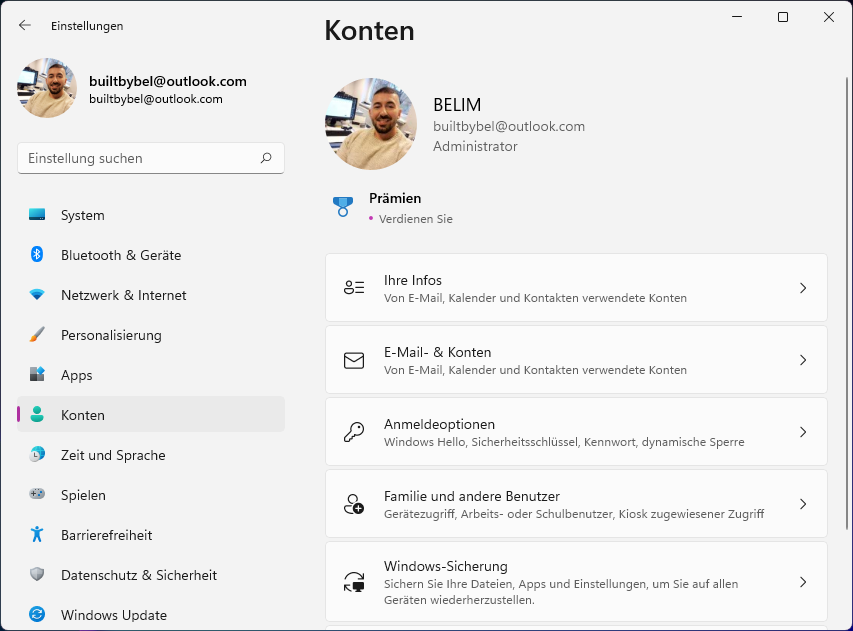 Einstellungen
builtbybel@outlook.com
builtbybel@outlook.com
Einstellung suchen
System
Bluetooth & Geräte
Netzwerk & Internet
Personalisierung
Apps
Konten
Zeit und Sprache
Spielen
Barrierefreiheit
Datenschutz & Sicherheit
Windows Update
Konten
BELIM
builtbybel@outlook.com
Administrator
Prämien
• Verdienen Sie
Ihre Infos
Von E-Mail, Kalender und Kontakten verwendete Konten
E-Mail- & Konten
Von E-Mail, Kalender und Kontakten verwendete Konten
Anmeldeoptionen
Windows Hello, Sicherheitsschlüssel, Kennwort, dynamische Sperre
Familie und andere Benutzer
Gerätezugriff, Arbeits- oder Schulbenutzer, Kiosk zugewiesener Zugriff
Windows-Sicherung
Sichern Sie Ihre Dateien, Apps und Einstellungen, um Sie auf allen
Geräten wiederherzustellen.